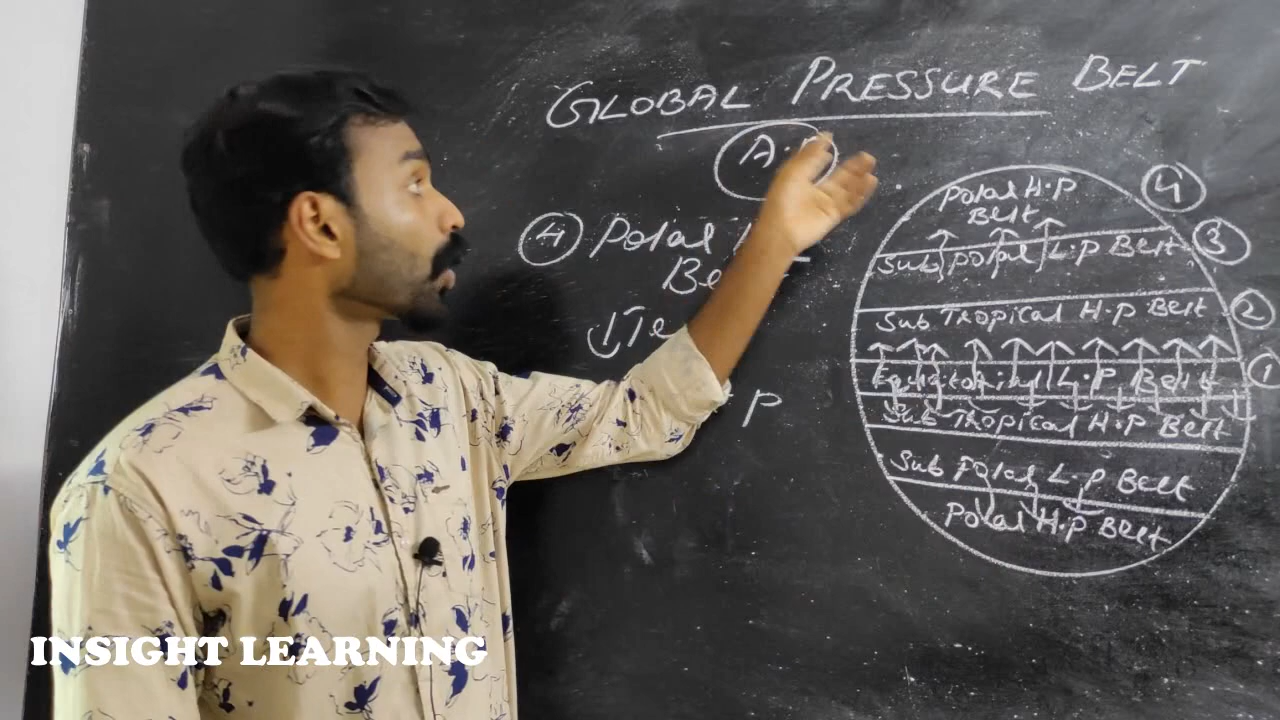 GLOBAL PRESSURE BELT
A.P
4 Polar
Be
↓Te
P
Polar H.P
Belt
4
Sub polar L.P Belt
3
Sub Tropical H.P Belt
2
Equitorial L.P Belt
1
Sub Tropical H.P Belt
Sub Polar L.P Belt
Polar H.P Belt
INSIGHT LEARNING